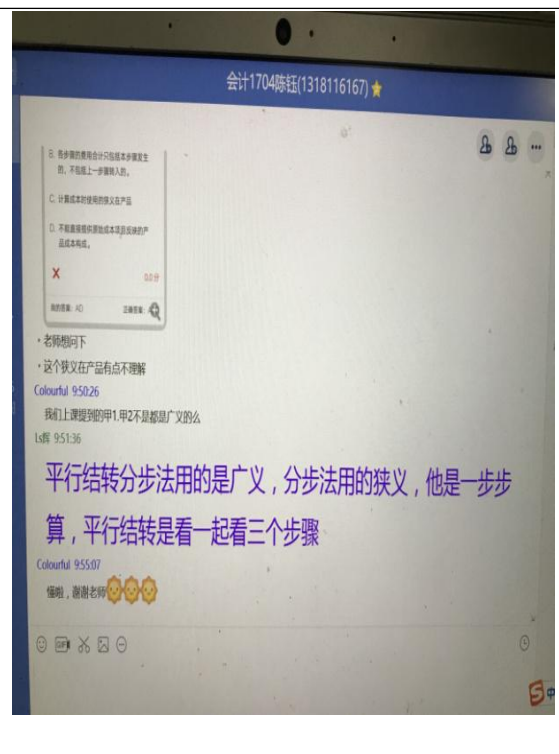 会计1704陈钰(1318116167)
B. 各步骤的费用合计只包括本步骤发生
的，不包括上一步骤转入的。
C. 计算成本时使用的狭义在产品
D. 不能直接提供原始成本项目反映的产
品成本构成。
0.0分
我的答案：AD 正确答案：
·老师想问下
·这个狭义在产品有点不理解
Colourful 9:50:26
我们上课提到的甲1.甲2不是都是广义的么
Ls辉 9:51:36
平行结转分步法用的是广义，分步法用的狭义，他是一步步
算，平行结转是看一起看三个步骤
Colourful 9:55:07
懂啦，谢谢老师
GIF
中